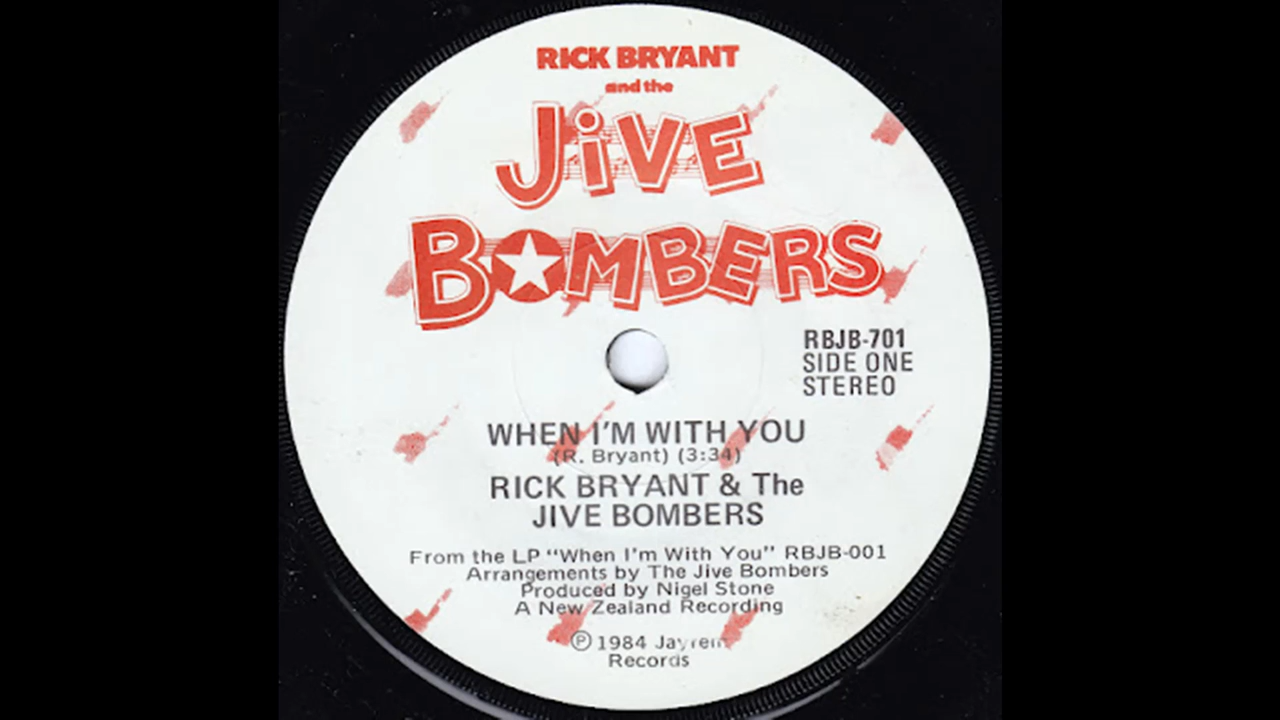 RICK BRYANT
and the
JiVE
BOMBERS
RBJB-701
SIDE ONE
STEREO
WHEN I'M WITH YOU
(R. Bryant) (3:34)
RICK BRYANT & The
JIVE BOMBERS
From the LP "When I'm With You" RBJB-001
Arrangements by The Jive Bombers
Produced by Nigel Stone
A New Zealand Recording
Ⓟ 1984 Jayrem
Records